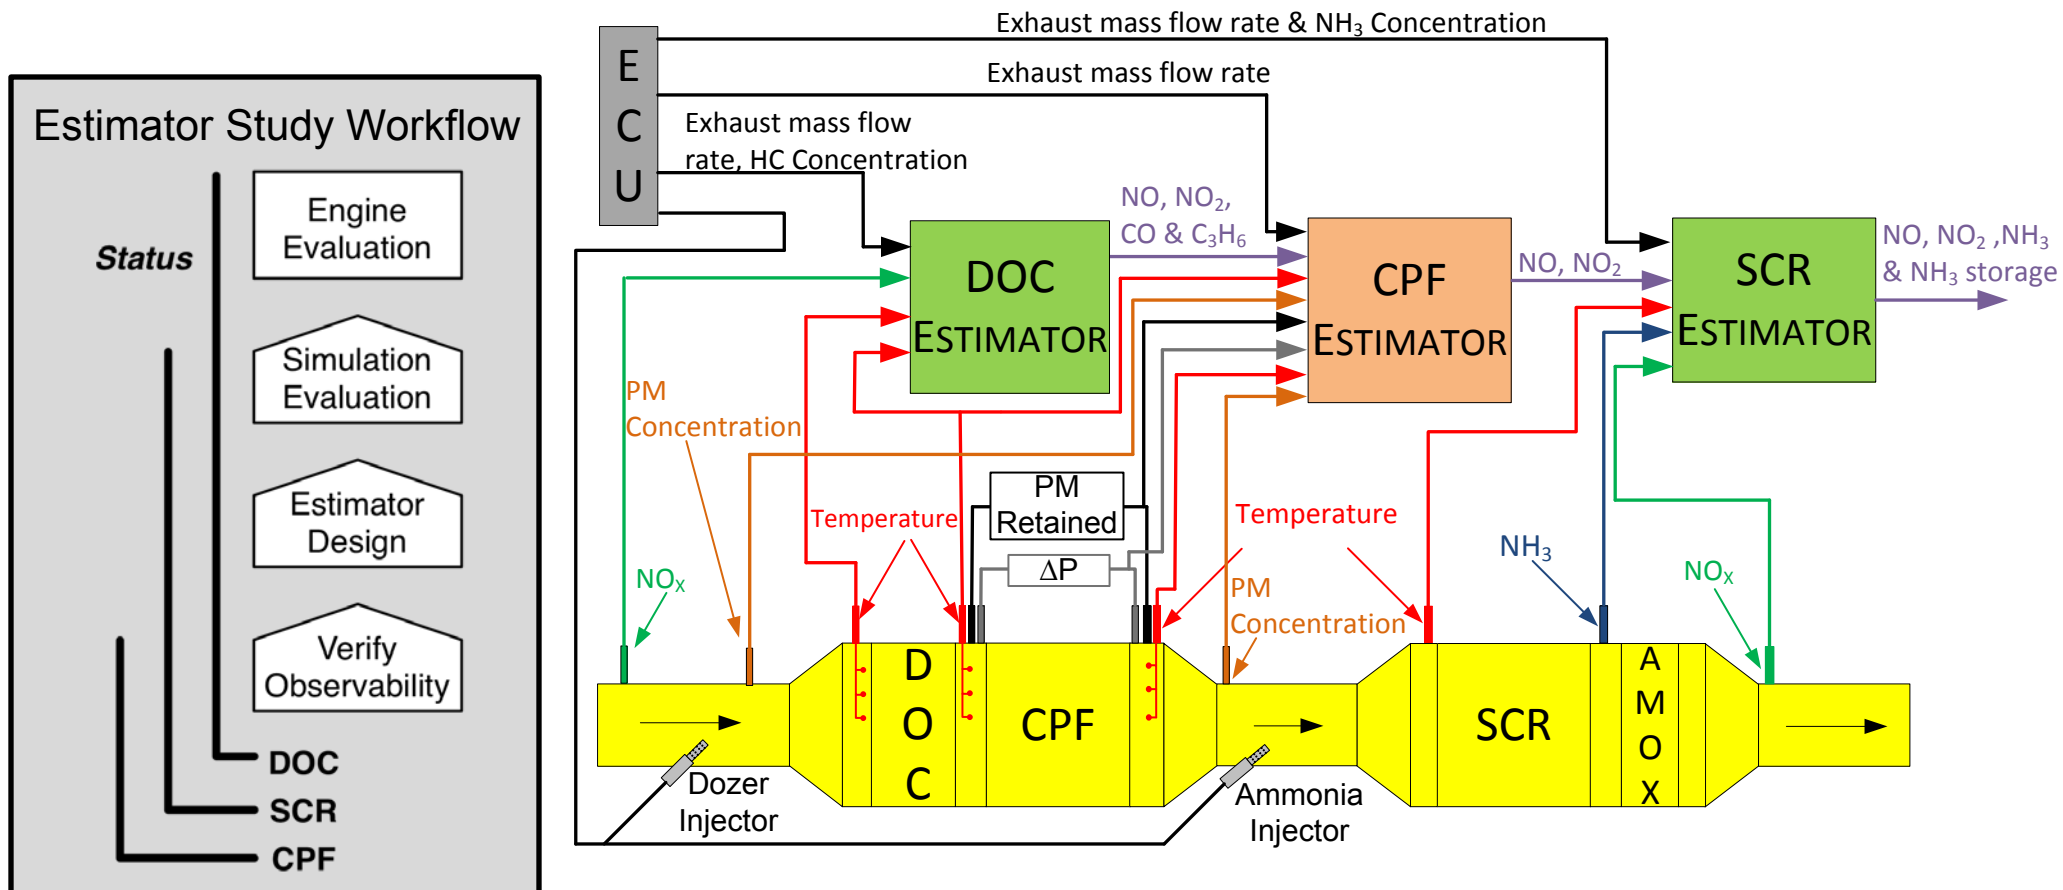 Estimator Study Workflow
Status
Engine
Evaluation
Simulation
Evaluation
Estimator
Design
Verify
Observability
DOC
SCR
CPF
E
C
U
Exhaust mass flow rate & NH₃ Concentration
Exhaust mass flow rate
Exhaust mass flow
rate, HC Concentration
NO, NO₂,
CO & C₃H₆
NO, NO₂
NO, NO₂ ,NH₃
& NH₃ storage
DOC
ESTIMATOR
CPF
ESTIMATOR
SCR
ESTIMATOR
PM
Concentration
PM
Retained
ΔP
Temperature
Temperature
NOₓ
NH₃
NOₓ
PM
Concentration
D
O
C
CPF
SCR
A
M
O
X
Dozer
Injector
Ammonia
Injector